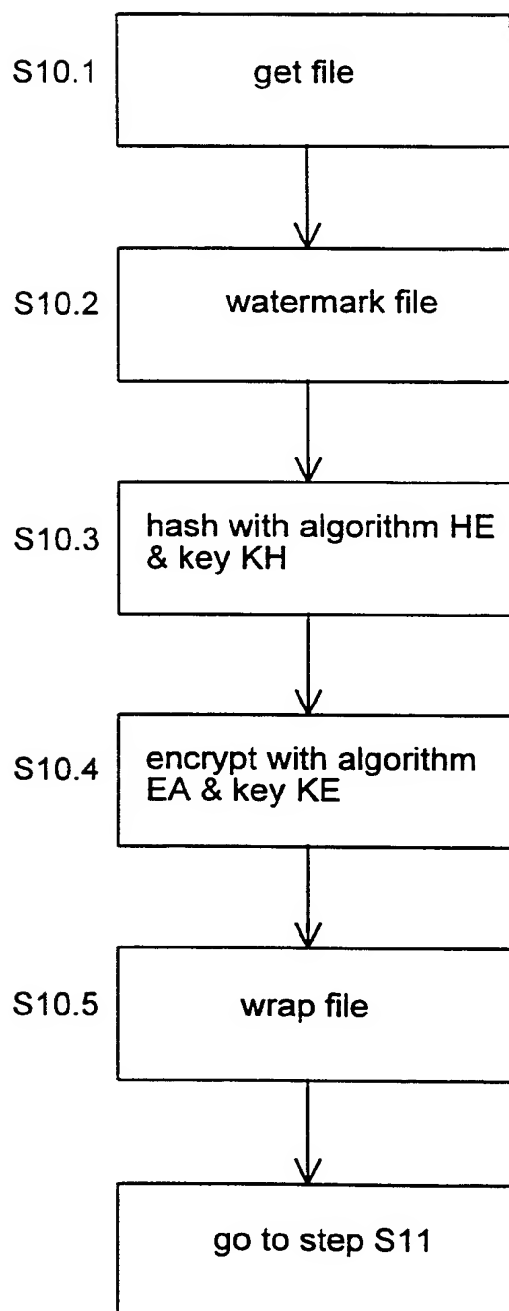 S10.1
get file
S10.2
watermark file
S10.3
hash with algorithm HE
& key KH
S10.4
encrypt with algorithm
EA & key KE
S10.5
wrap file
go to step S11